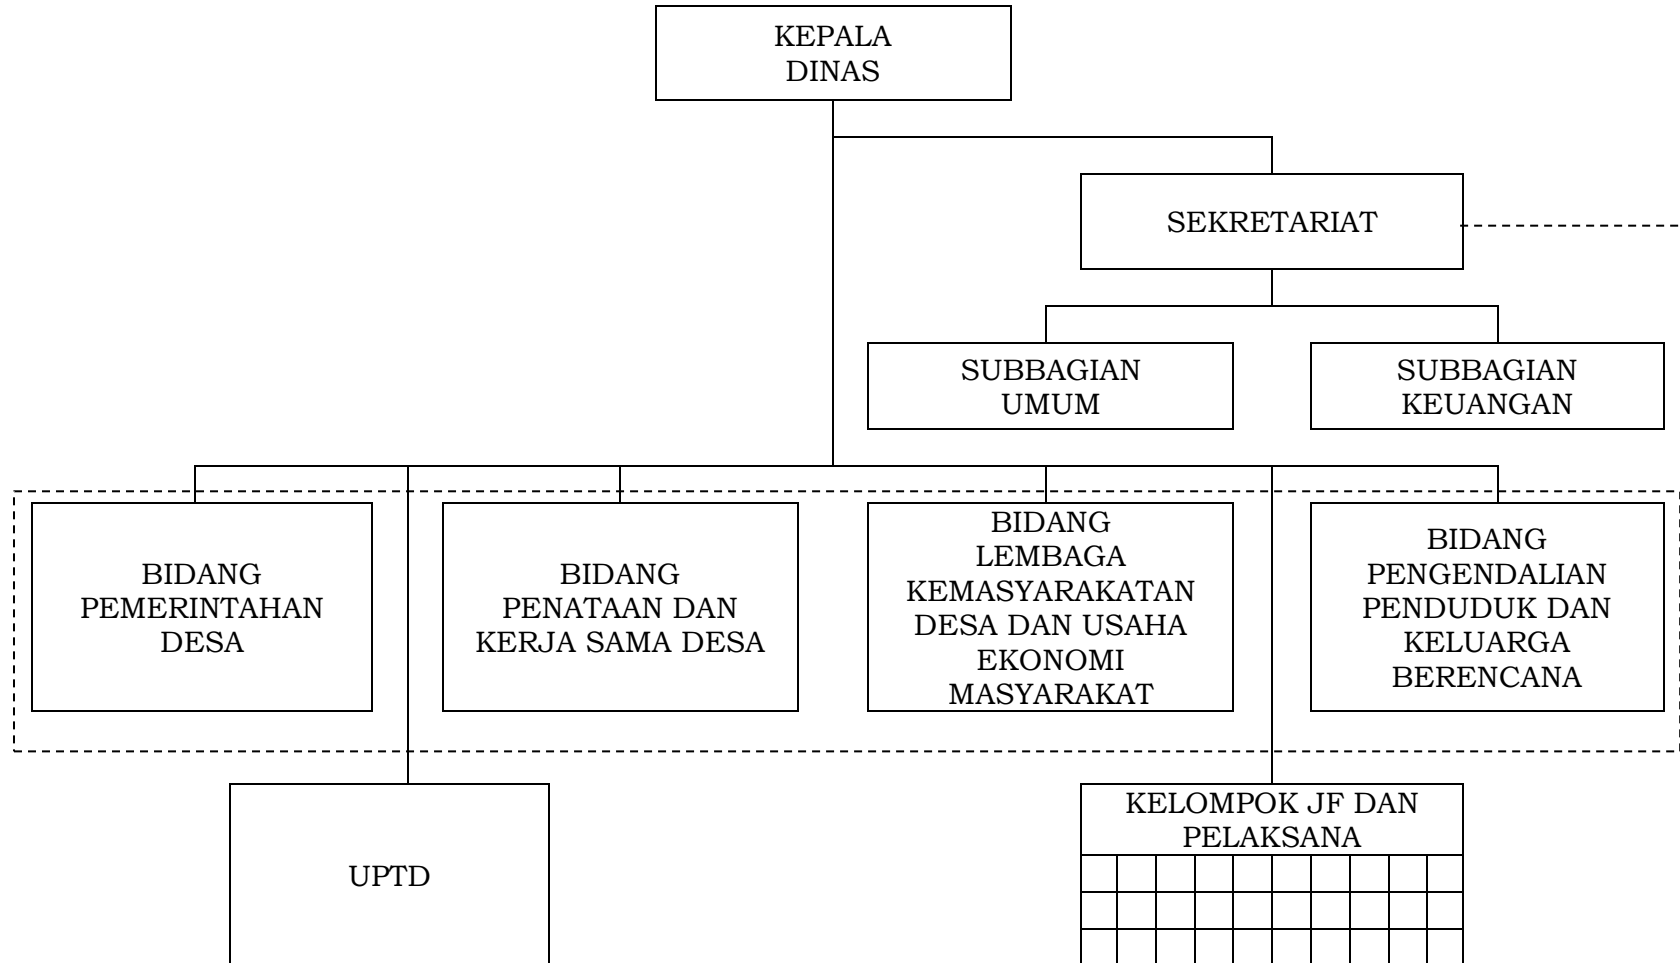 KEPALA
DINAS
SEKRETARIAT
SUBBAGIAN
UMUM
SUBBAGIAN
KEUANGAN
BIDANG
PEMERINTAHAN
DESA
BIDANG
PENATAAN DAN
KERJA SAMA DESA
BIDANG
LEMBAGA
KEMASYARAKATAN
DESA DAN USAHA
EKONOMI
MASYARAKAT
BIDANG
PENGENDALIAN
PENDUDUK DAN
KELUARGA
BERENCANA
UPTD
KELOMPOK JF DAN
PELAKSANA